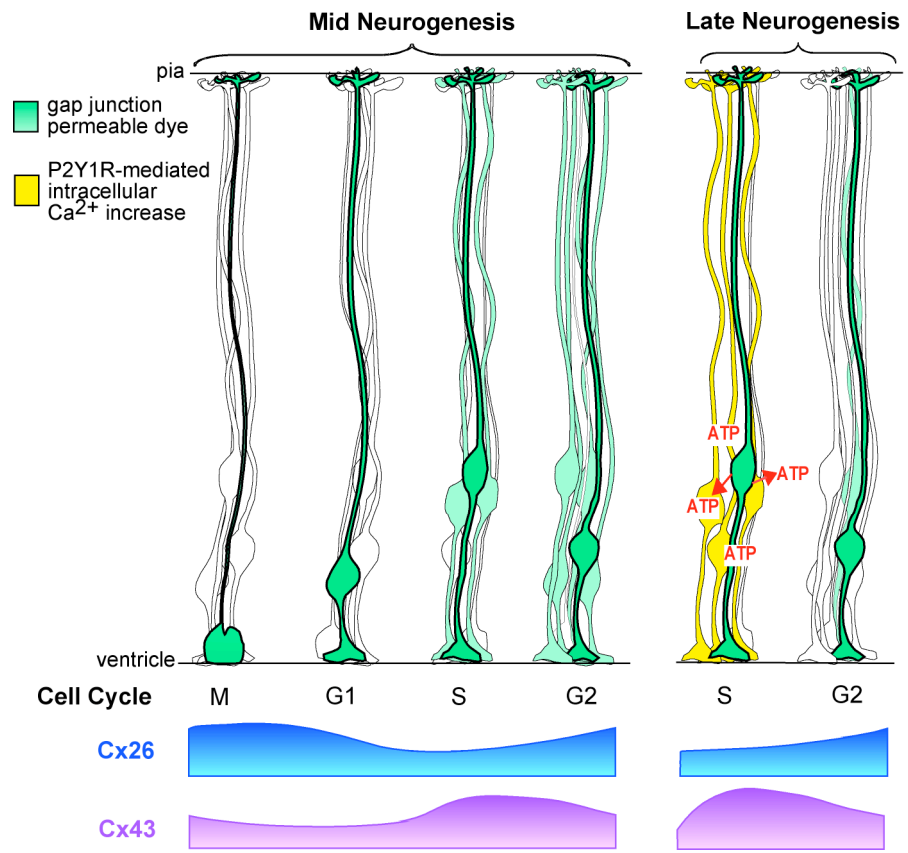 Mid Neurogenesis
Late Neurogenesis
pia
gap junction
permeable dye
P2Y1R-mediated
intracellular
Ca2+ increase
ATP
ATP
ATP
ATP
ventricle
Cell Cycle M G1 S G2 S G2
Cx26
Cx43